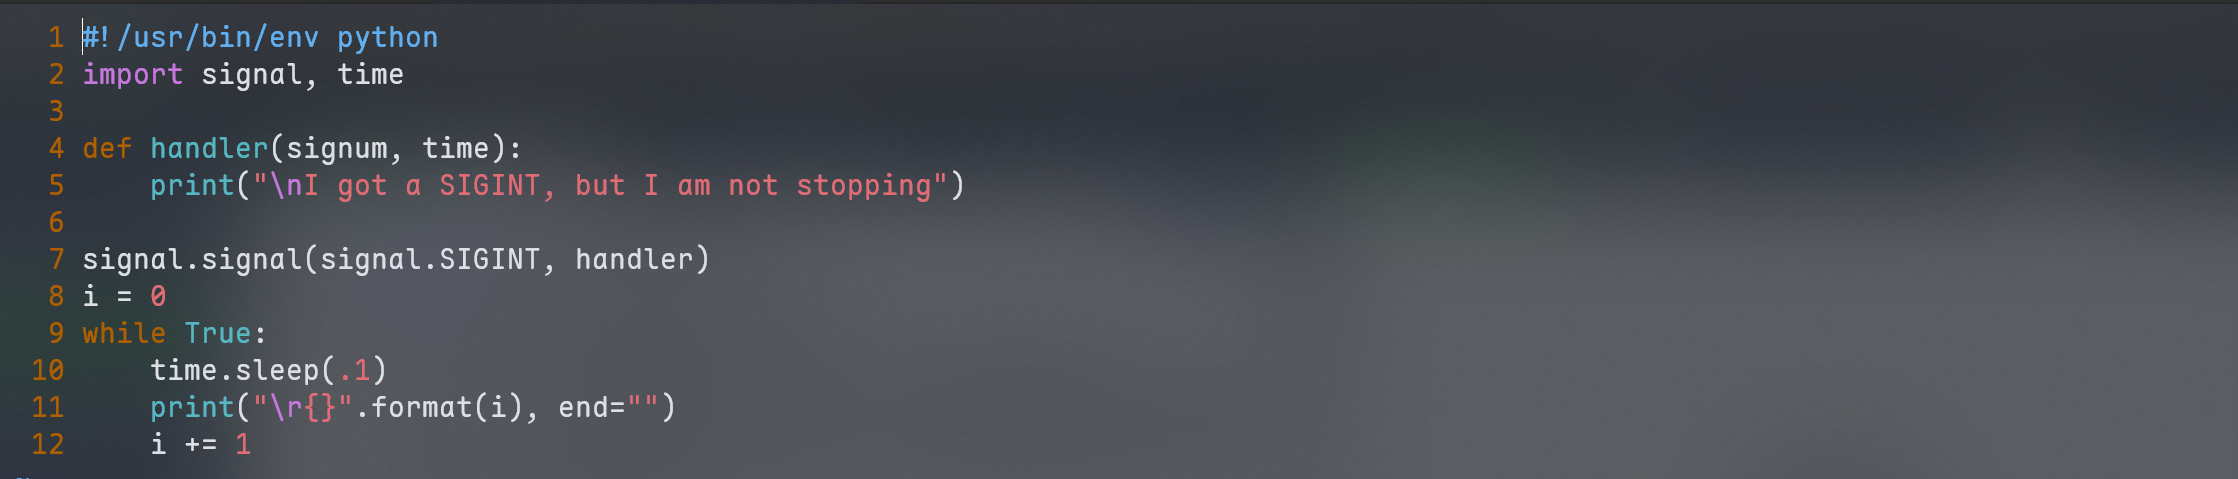 1 #!/usr/bin/env python
2 import signal, time
3
4 def handler(signum, time):
5     print("\nI got a SIGINT, but I am not stopping")
6
7 signal.signal(signal.SIGINT, handler)
8 i = 0
9 while True:
10     time.sleep(.1)
11     print("\r{}".format(i), end="")
12     i += 1